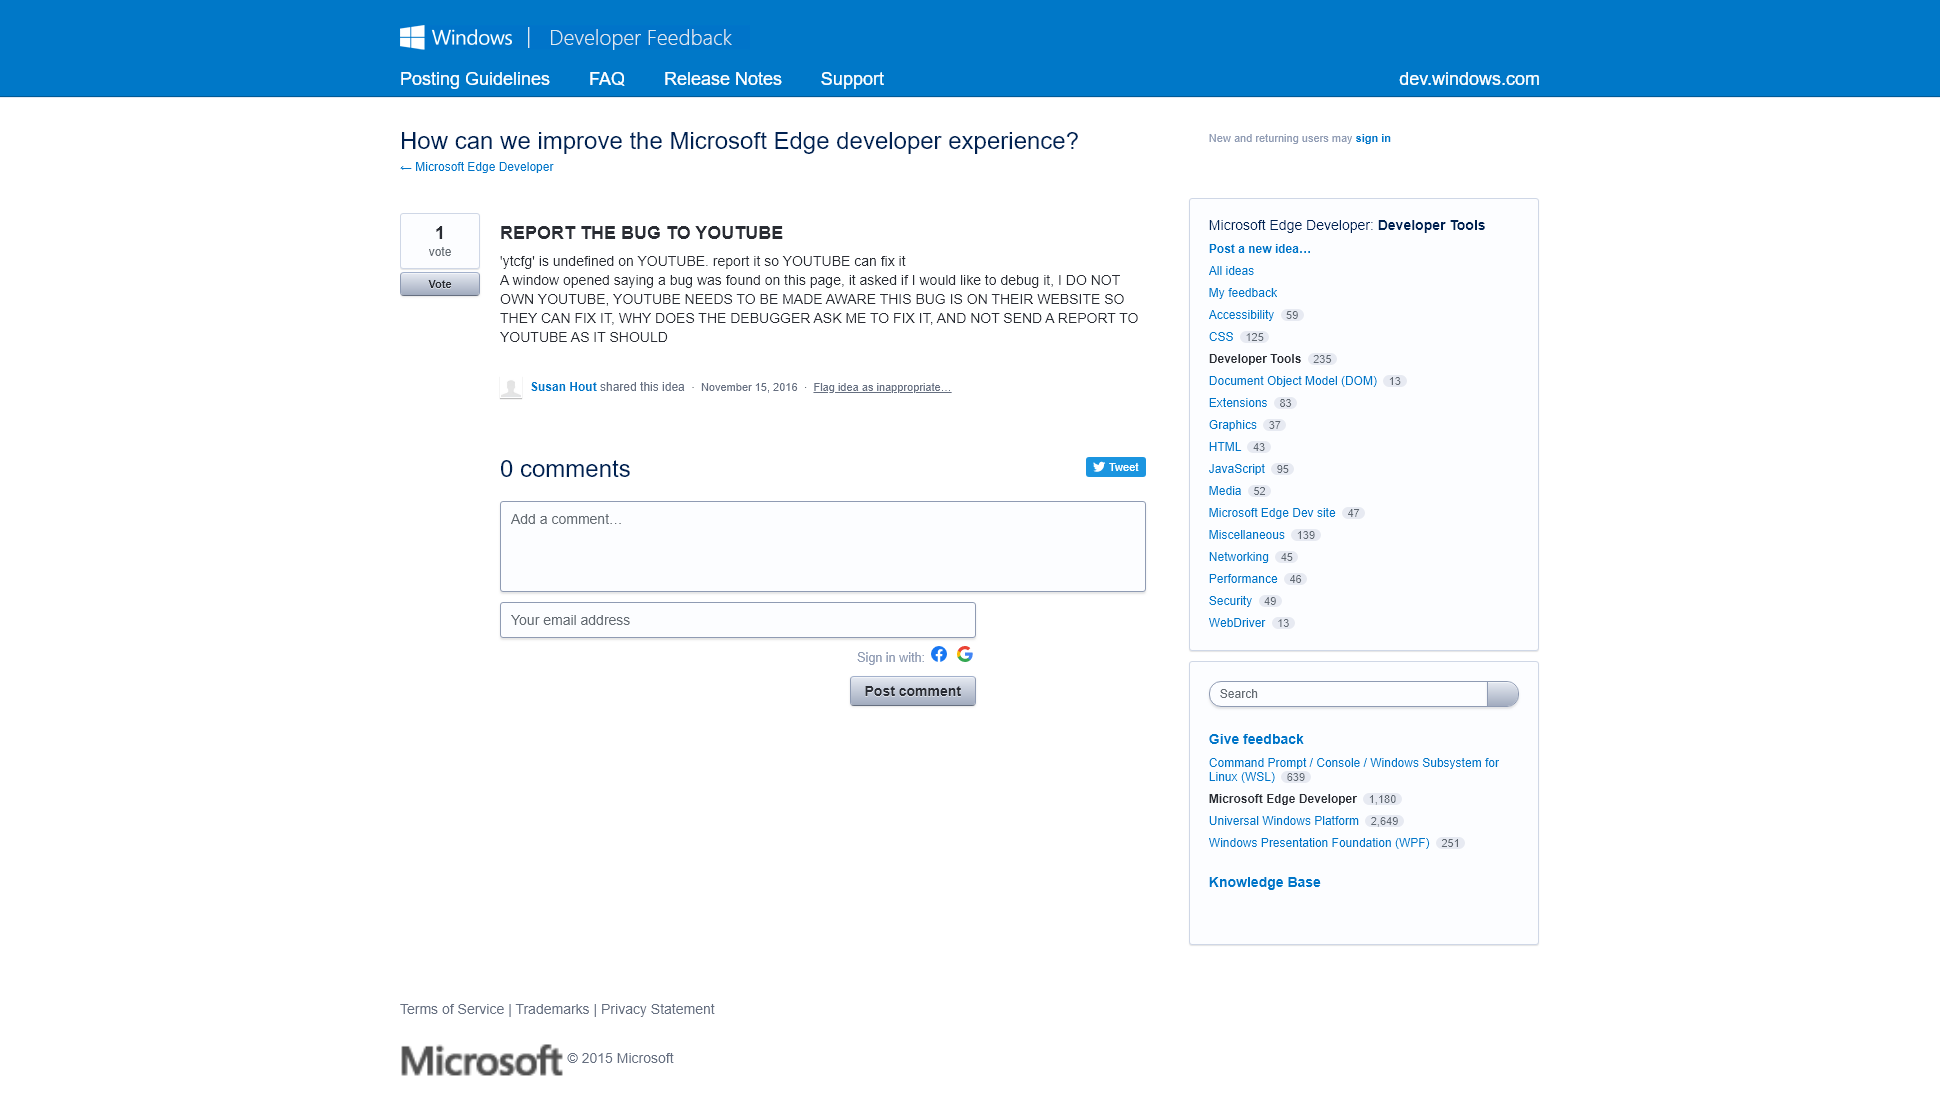 Windows | Developer Feedback
Posting Guidelines FAQ Release Notes Support dev.windows.com
How can we improve the Microsoft Edge developer experience?
← Microsoft Edge Developer
New and returning users may sign in
1
vote
Vote
REPORT THE BUG TO YOUTUBE
'ytcfg' is undefined on YOUTUBE. report it so YOUTUBE can fix it
A window opened saying a bug was found on this page, it asked if I would like to debug it, I DO NOT
OWN YOUTUBE, YOUTUBE NEEDS TO BE MADE AWARE THIS BUG IS ON THEIR WEBSITE SO
THEY CAN FIX IT, WHY DOES THE DEBUGGER ASK ME TO FIX IT, AND NOT SEND A REPORT TO
YOUTUBE AS IT SHOULD
Susan Hout shared this idea · November 15, 2016 · Flag idea as inappropriate…
0 comments
Tweet
Add a comment…
Your email address
Sign in with:
Post comment
Microsoft Edge Developer: Developer Tools
Post a new idea…
All ideas
My feedback
Accessibility 59
CSS 125
Developer Tools 235
Document Object Model (DOM) 13
Extensions 83
Graphics 37
HTML 43
JavaScript 95
Media 52
Microsoft Edge Dev site 47
Miscellaneous 139
Networking 45
Performance 46
Security 49
WebDriver 13
Search
Give feedback
Command Prompt / Console / Windows Subsystem for
Linux (WSL) 639
Microsoft Edge Developer 1,180
Universal Windows Platform 2,649
Windows Presentation Foundation (WPF) 251
Knowledge Base
Terms of Service | Trademarks | Privacy Statement
Microsoft © 2015 Microsoft